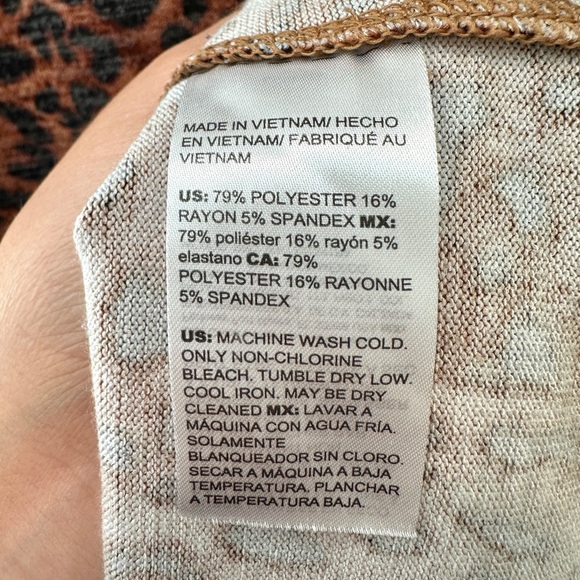 MADE IN VIETNAM/ HECHO
EN VIETNAM/ FABRIQUÉ AU
VIETNAM
US: 79% POLYESTER 16%
RAYON 5% SPANDEX MX:
79% poliéster 16% rayón 5%
elastano CA: 79%
POLYESTER 16% RAYONNE
5% SPANDEX
US: MACHINE WASH COLD.
ONLY NON-CHLORINE
BLEACH. TUMBLE DRY LOW.
COOL IRON. MAY BE DRY
CLEANED MX: LAVAR A
MÁQUINA CON AGUA FRÍA.
SOLAMENTE
BLANQUEADOR SIN CLORO.
SECAR A MÁQUINA A BAJA
TEMPERATURA. PLANCHAR
A TEMPERATURA BAJA.